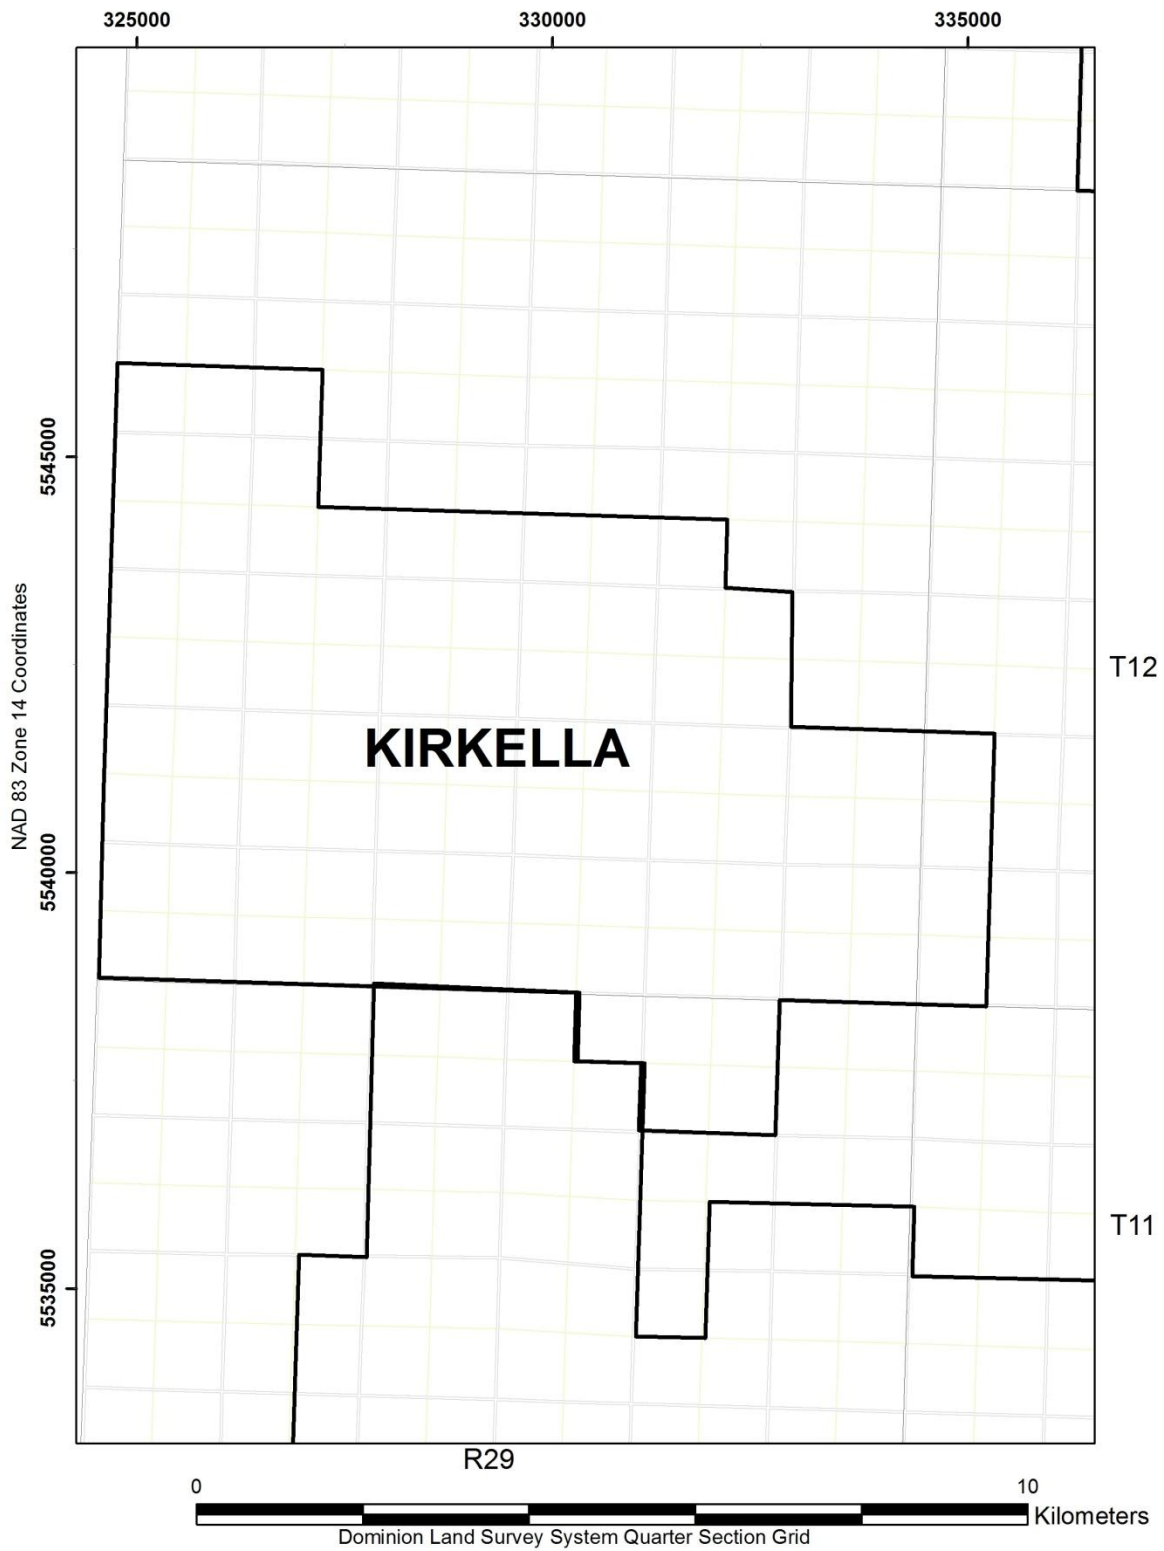 325000 330000 335000
5545000
T12
NAD 83 Zone 14 Coordinates
KIRKELLA
5540000
T11
5535000
R29
0 10
Kilometers
Dominion Land Survey System Quarter Section Grid